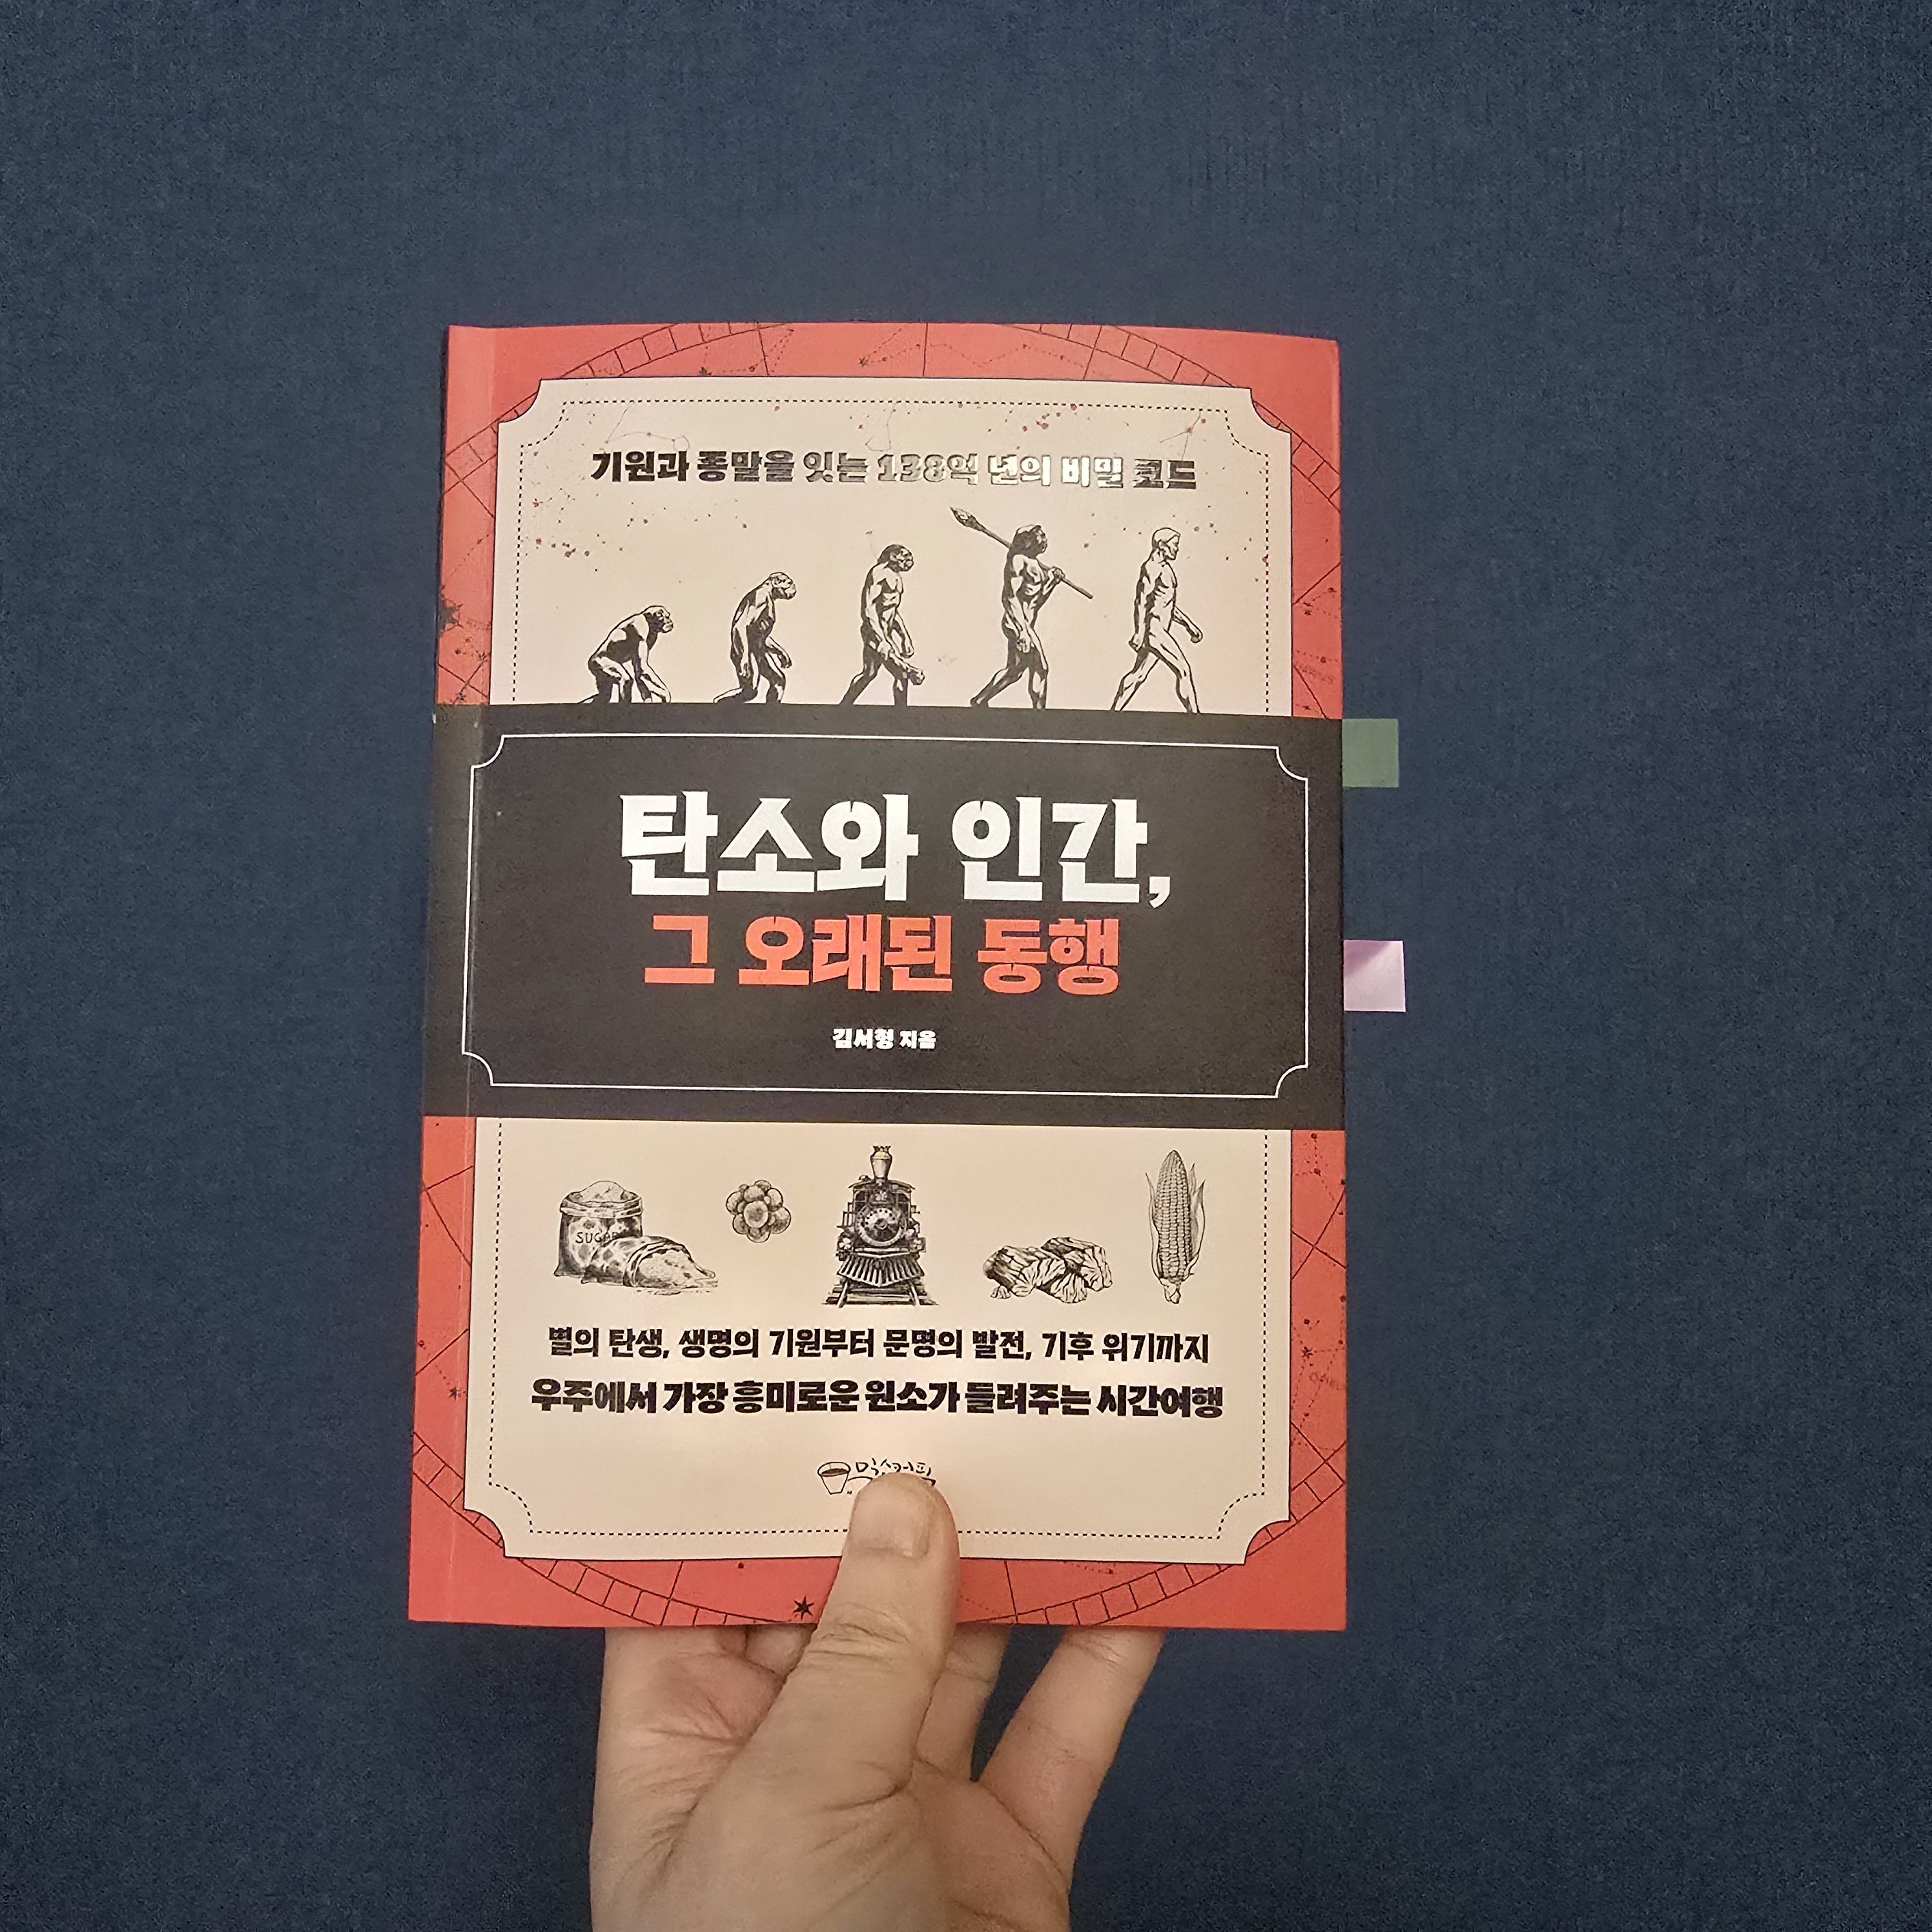 기원과 종말을 잇는 138억 년의 비밀 코드
탄소와 인간,
그 오래된 동행
김서형 지음
SUGAR
별의 탄생, 생명의 기원부터 문명의 발전, 기후 위기까지
우주에서 가장 흥미로운 원소가 들려주는 시간여행
믹스커피